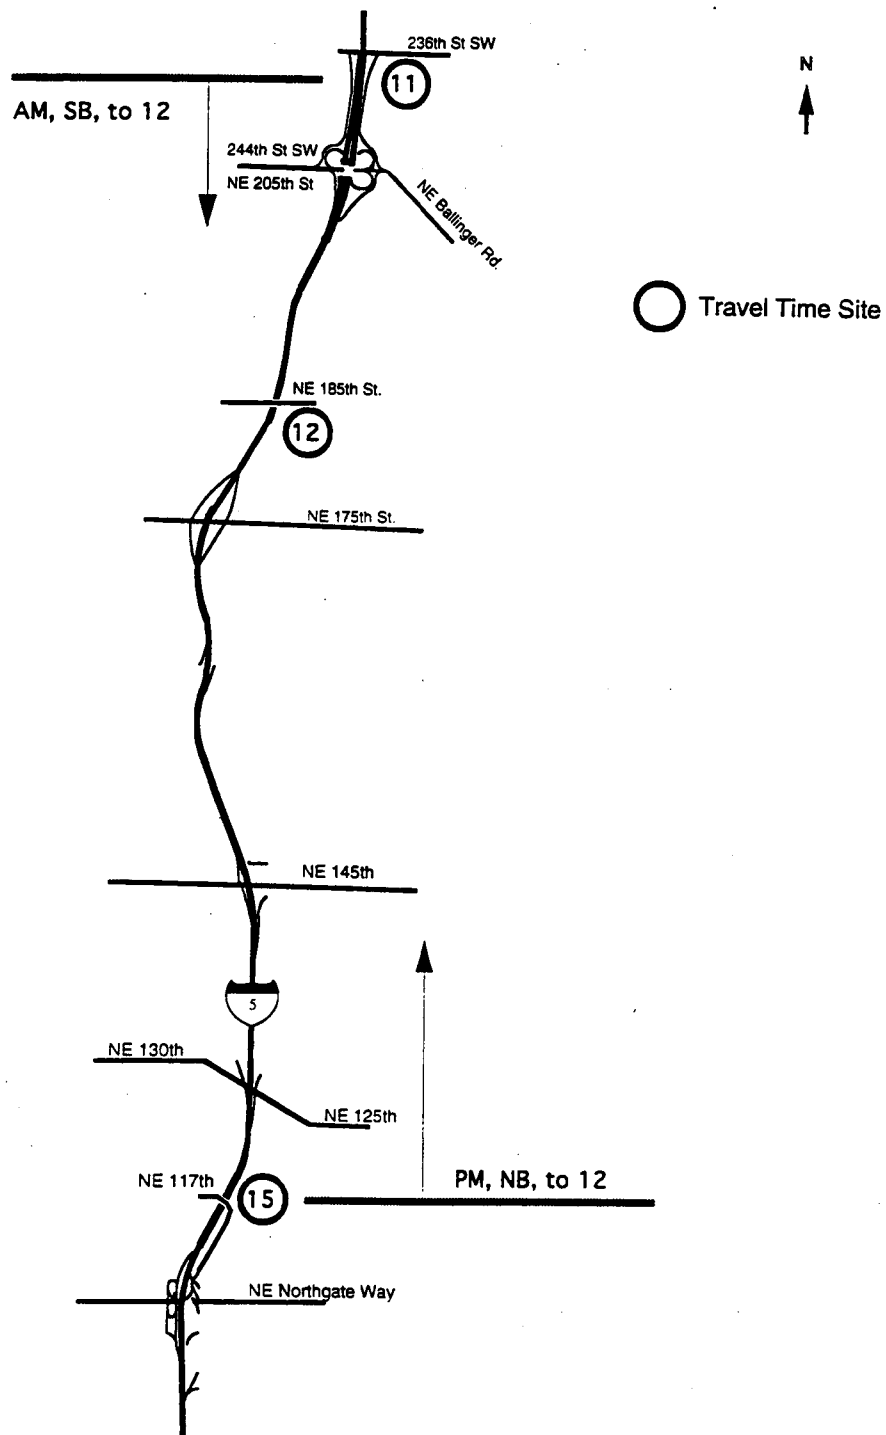 236th St SW
11
N
AM, SB, to 12
244th St SW
NE 205th St
NE Ballinger Rd.
Travel Time Site
NE 185th St.
12
NE 175th St.
NE 145th
5
NE 130th
NE 125th
NE 117th
15
PM, NB, to 12
NE Northgate Way